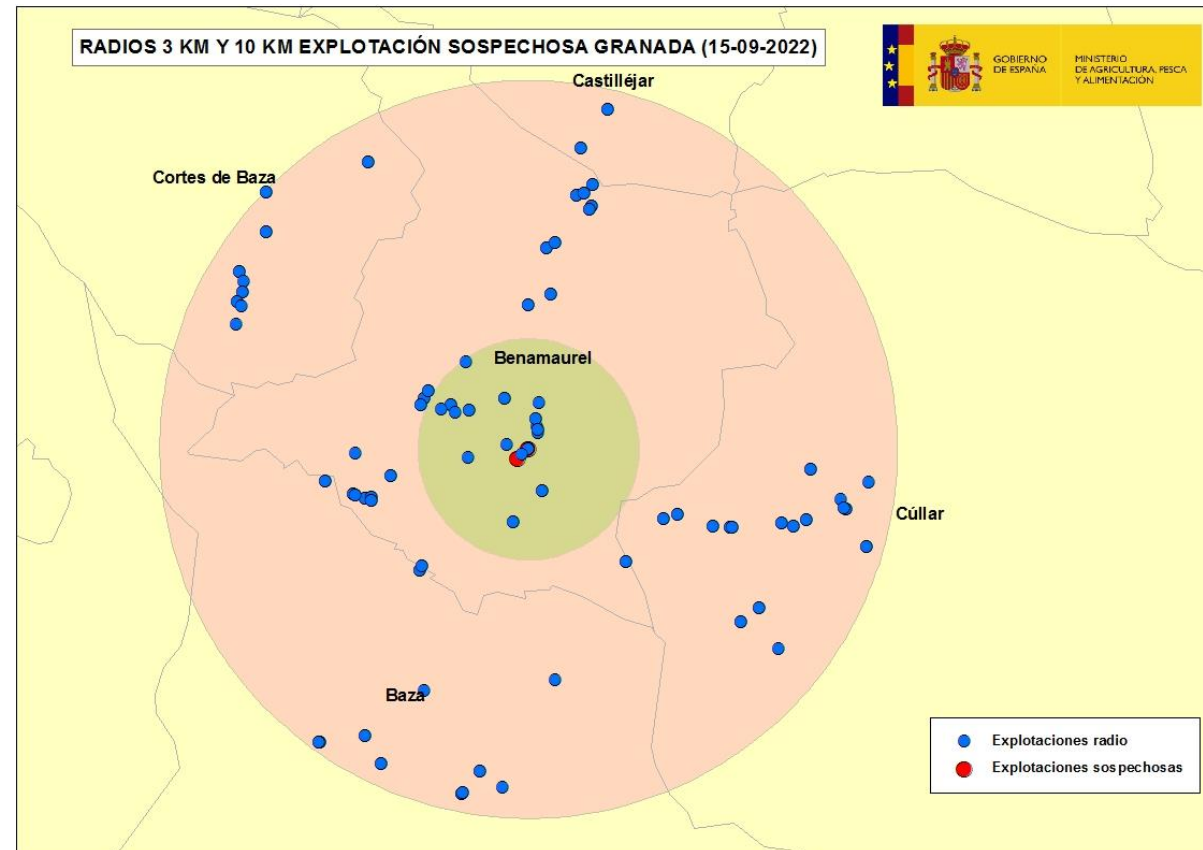 RADIOS 3 KM Y 10 KM EXPLOTACIÓN SOSPECHOSA GRANADA (15-09-2022)
GOBIERNO
DE ESPAÑA
MINISTERIO
DE AGRICULTURA, PESCA
Y ALIMENTACIÓN
Castilléjar
Cortes de Baza
Benamaurel
Cúllar
Baza
Explotaciones radio
Explotaciones sospechosas